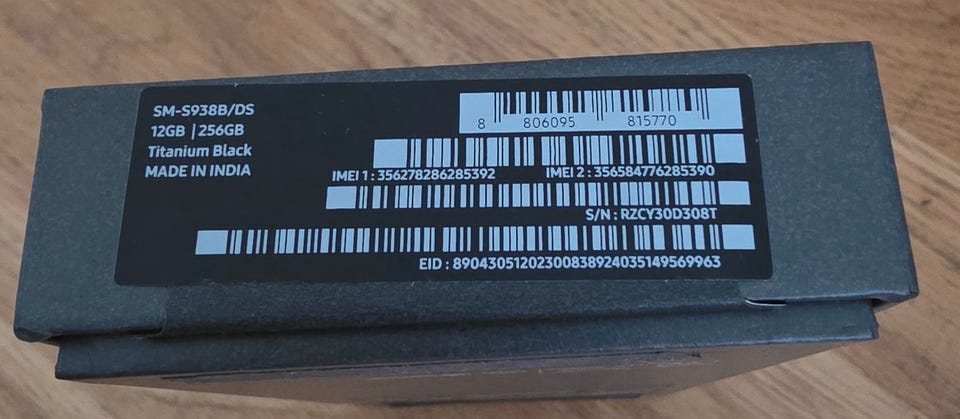 SM-S938B/DS
12GB | 256GB
Titanium Black
MADE IN INDIA
8 806095 815770
IMEI 1 : 356278286285392 IMEI 2 : 356584776285390
S/N : RZCY30D308T
EID : 89043051202300838924035149569963